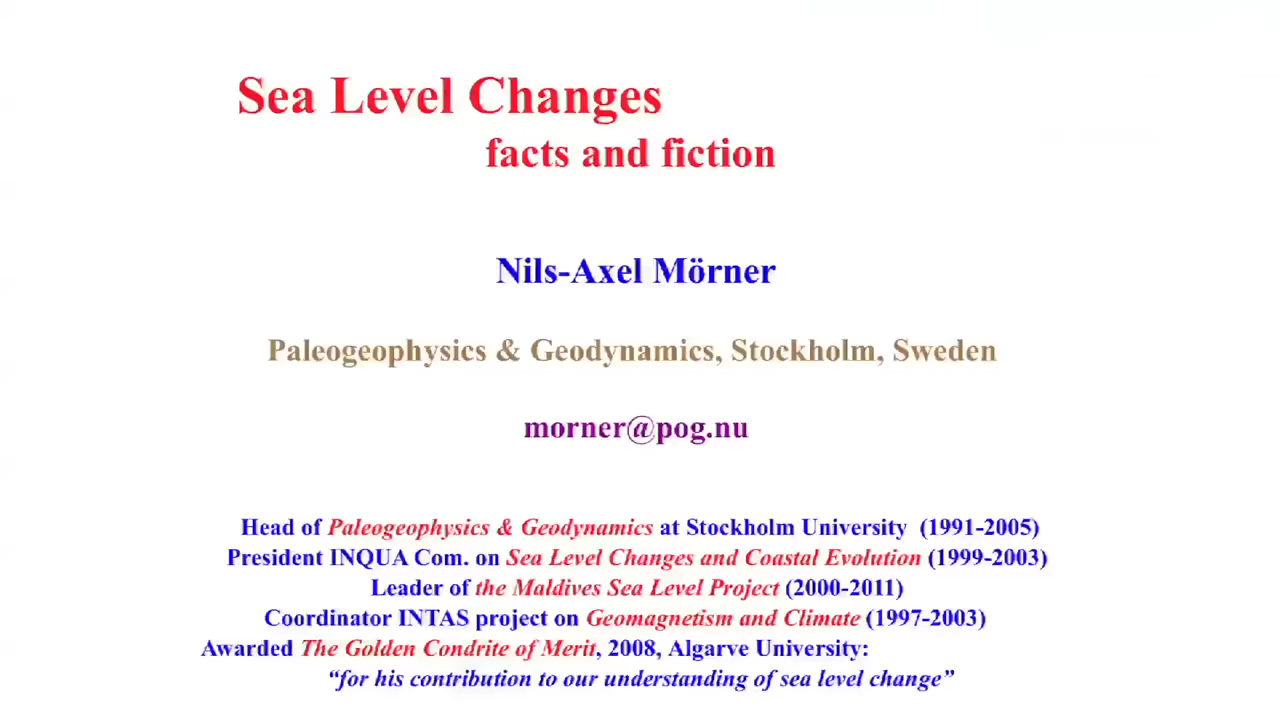 Sea Level Changes
facts and fiction
Nils-Axel Mörner
Paleogeophysics & Geodynamics, Stockholm, Sweden
morner@pog.nu
Head of Paleogeophysics & Geodynamics at Stockholm University (1991-2005)
President INQUA Com. on Sea Level Changes and Coastal Evolution (1999-2003)
Leader of the Maldives Sea Level Project (2000-2011)
Coordinator INTAS project on Geomagnetism and Climate (1997-2003)
Awarded The Golden Condrite of Merit, 2008, Algarve University:
“for his contribution to our understanding of sea level change”